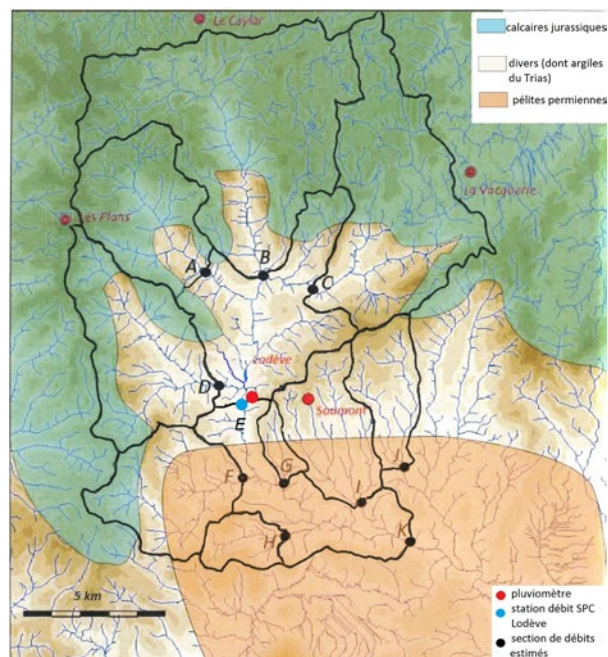 Le Caylar
calcaires jurassiques
divers (dont argiles
du Trias)
pélites permiennes
La Vacquerie
Les Plans
A
B
C
Lodève
D
E
Soumont
F
G
I
J
H
K
5 km
pluviomètre
station débit SPC
Lodève
section de débits
estimés